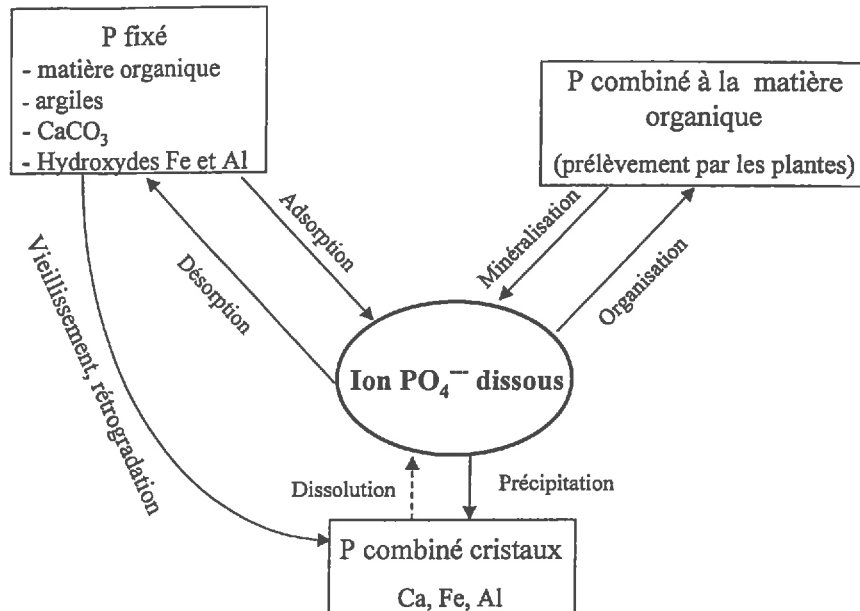 P fixé
- matière organique
- argiles
- CaCO₃
- Hydroxydes Fe et Al
P combiné à la matière
organique
(prélèvement par les plantes)
Adsorption
Désorption
Minéralisation
Organisation
Vieillissement, rétrogradation
Ion PO₄⁻⁻⁻ dissous
Dissolution
Précipitation
P combiné cristaux
Ca, Fe, Al